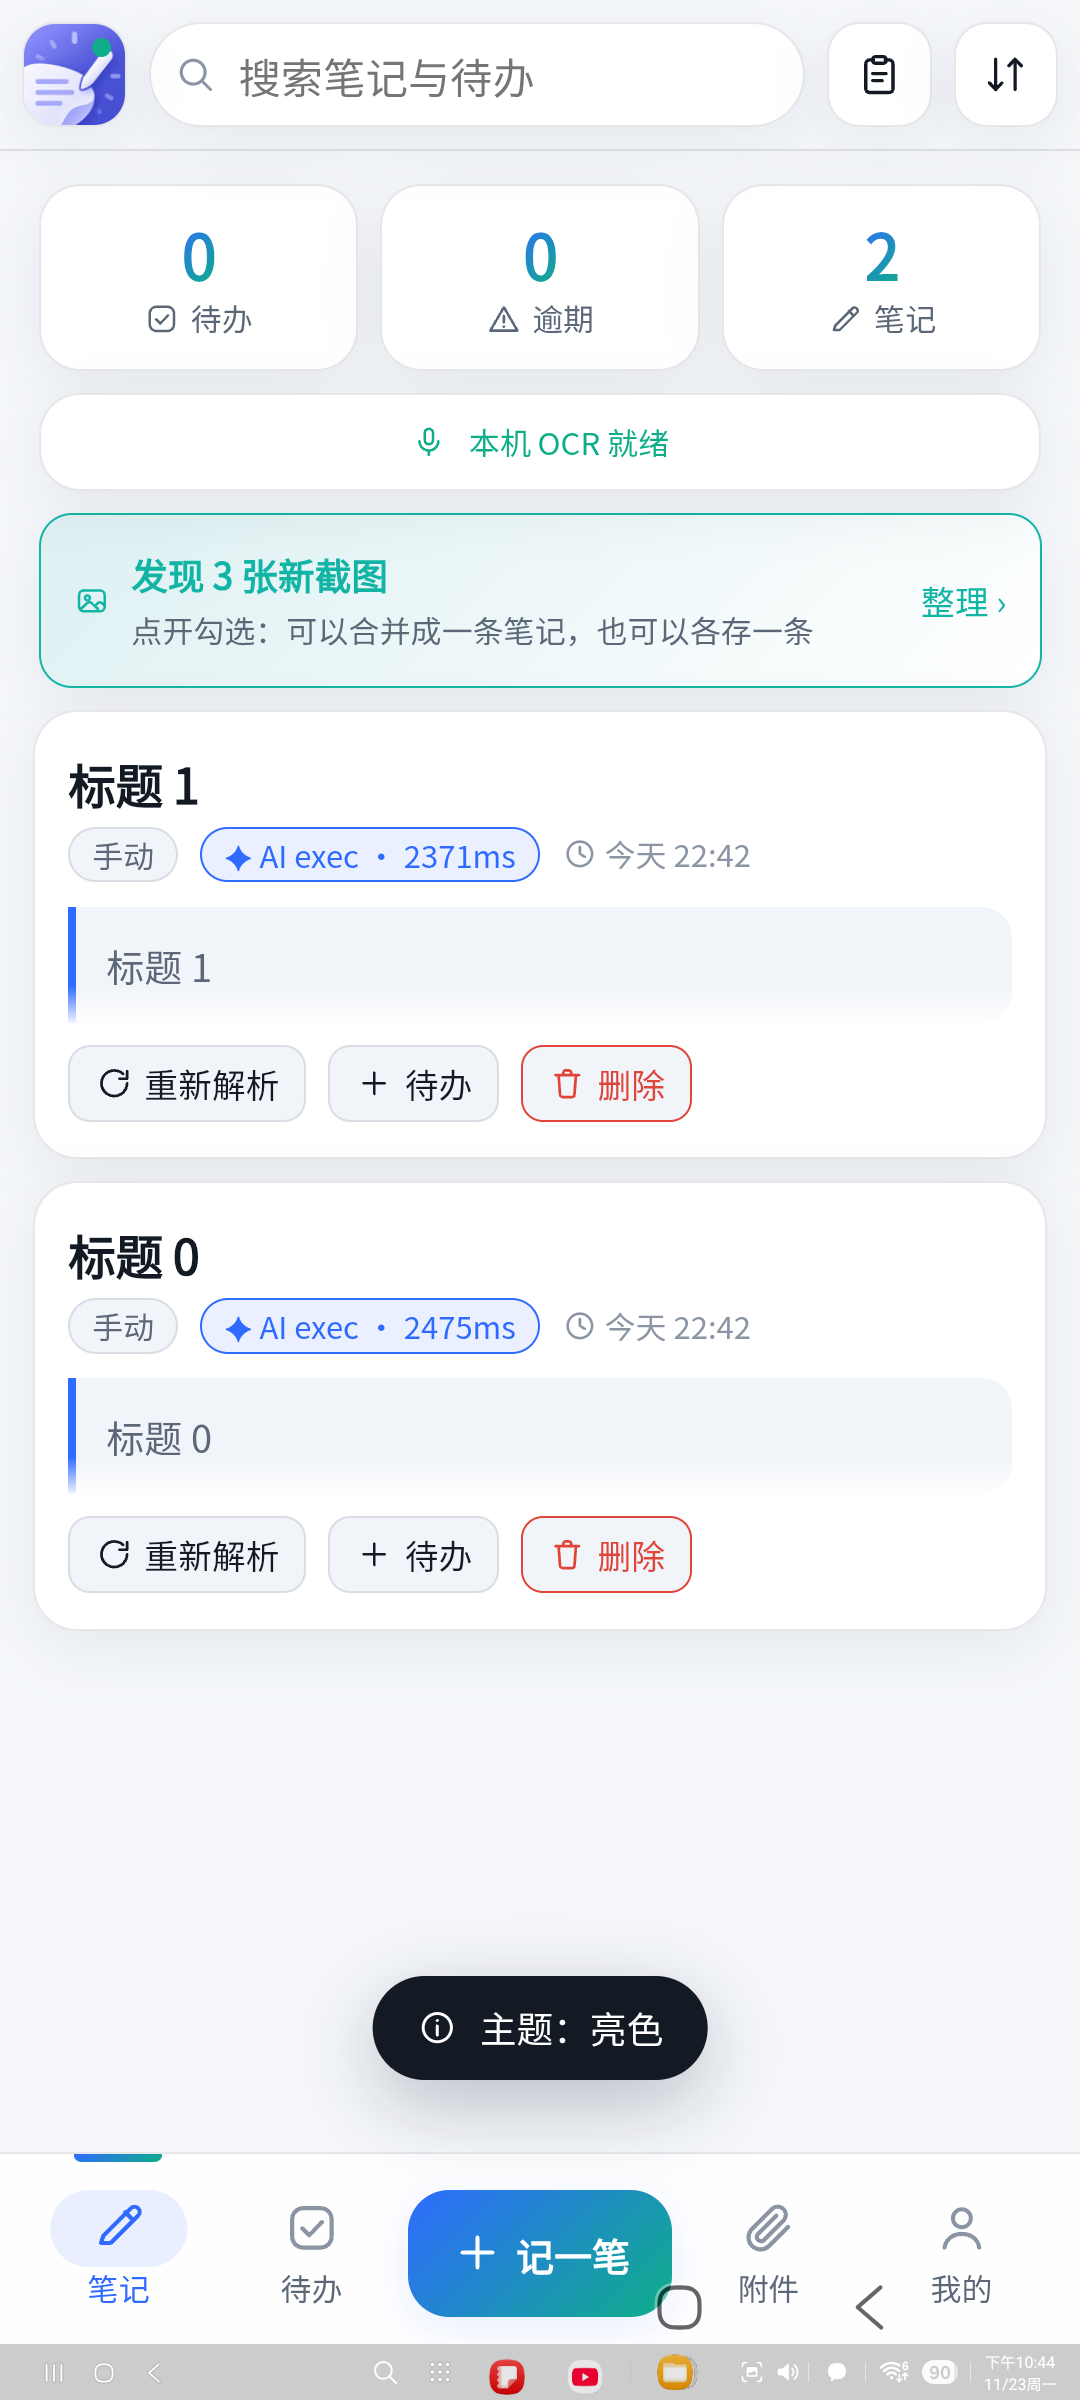 搜索笔记与待办
0
待办
0
逾期
2
笔记
本机 OCR 就绪
发现 3 张新截图
点开勾选：可以合并成一条笔记，也可以各存一条
整理 ›
标题 1
手动
AI exec · 2371ms
今天 22:42
标题 1
重新解析
待办
删除
标题 0
手动
AI exec · 2475ms
今天 22:42
标题 0
重新解析
待办
删除
主题：亮色
笔记
待办
记一笔
附件
我的
6
90
下午10:44
11/23周一